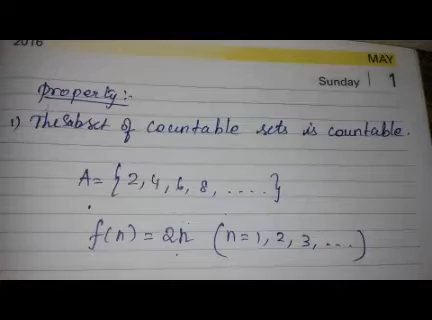 2016
MAY
Sunday 1
Property:-
1) The subset of countable sets is countable.
A = {2, 4, 6, 8, ....}
f(n) = 2n (n = 1, 2, 3, ...)